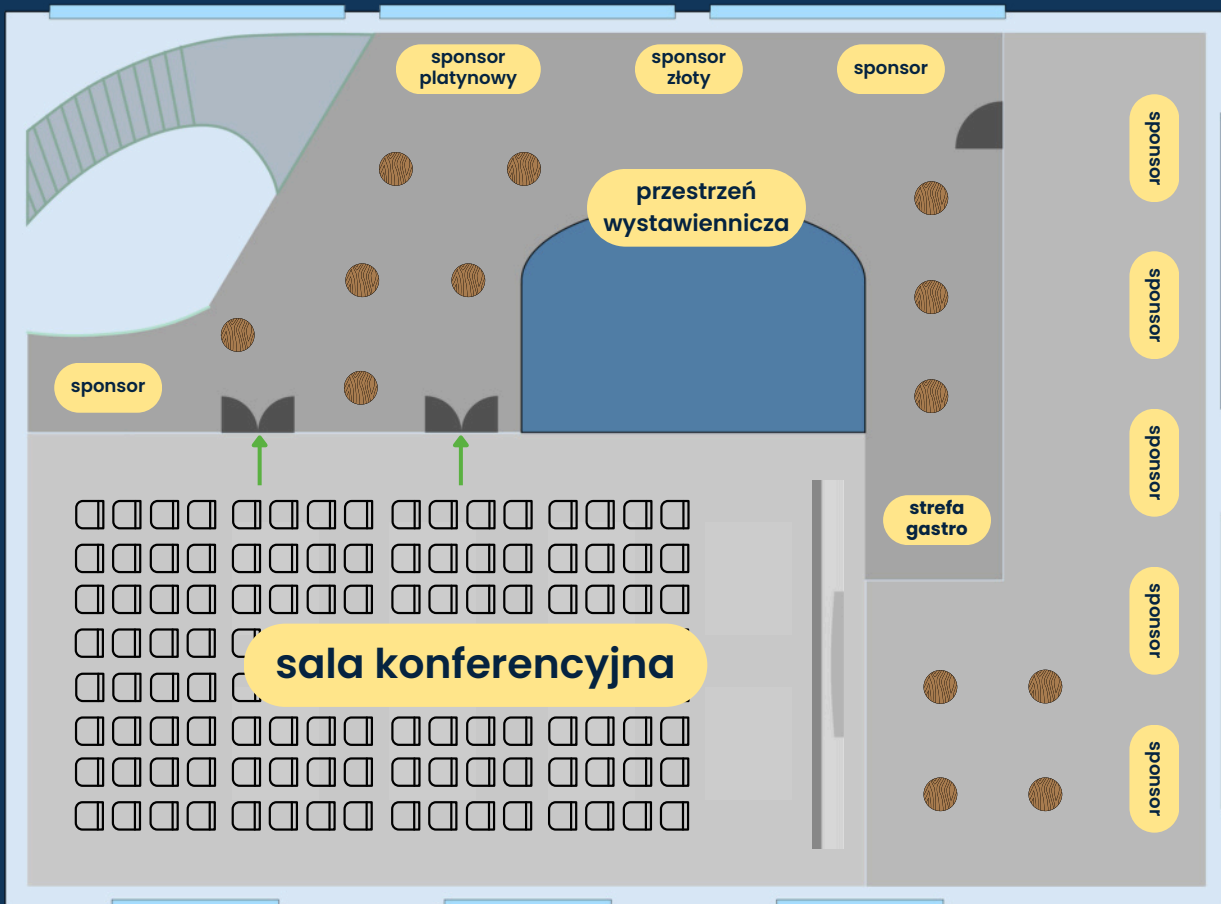 sponsor
platynowy
sponsor
złoty
sponsor
sponsor
przestrzeń
wystawiennicza
sponsor
sponsor
sponsor
strefa
gastro
sala konferencyjna
sponsor
sponsor